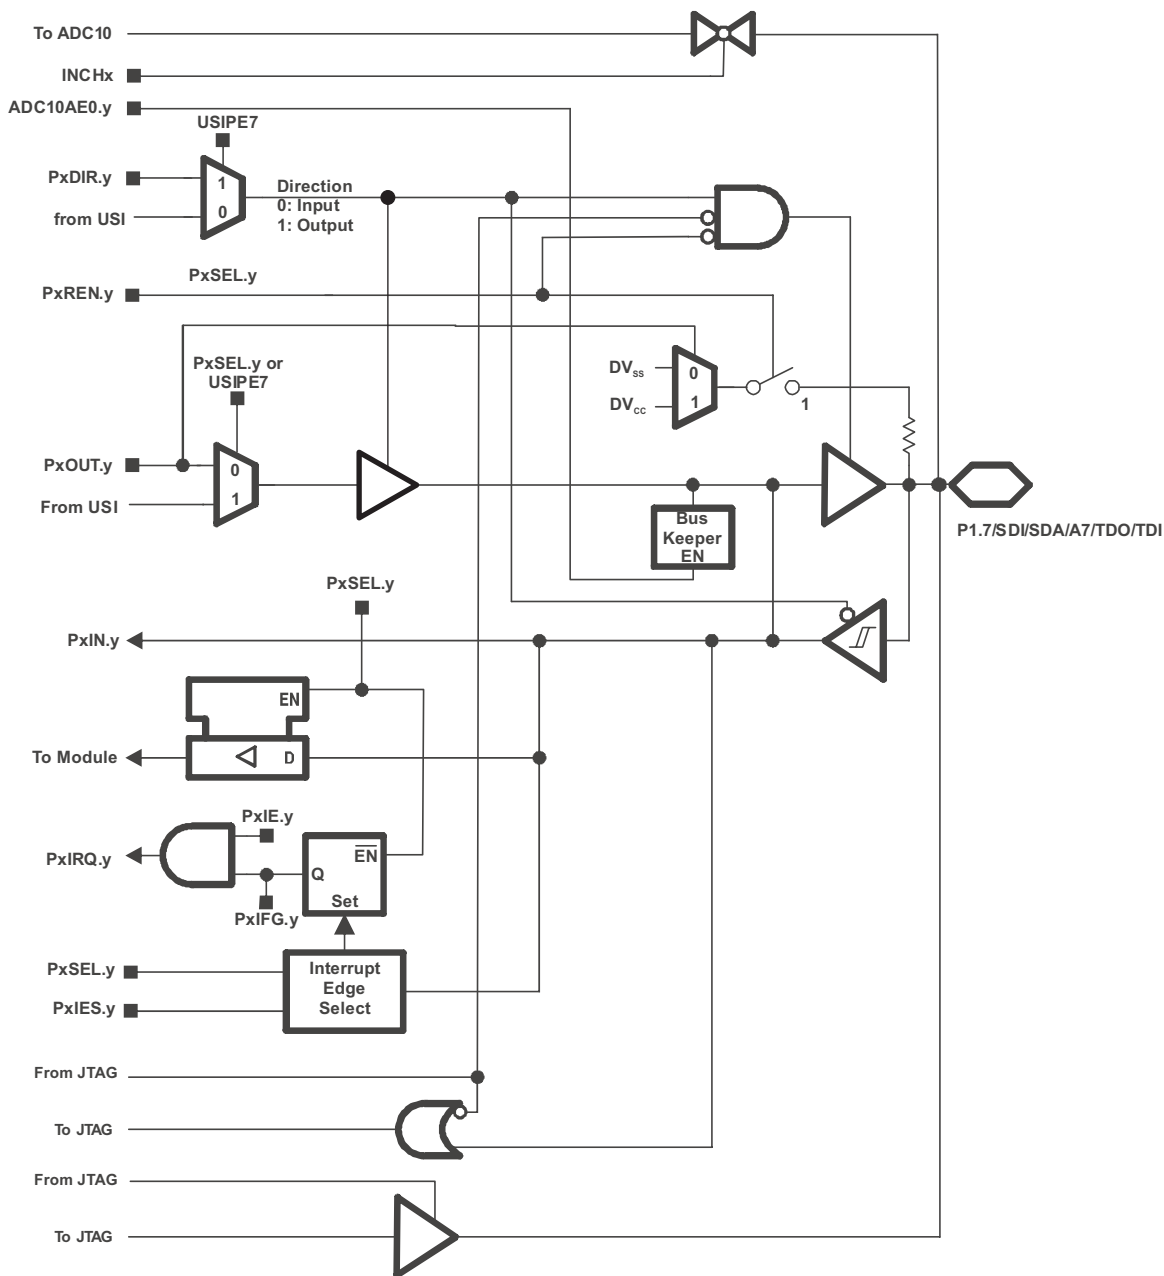 To ADC10
INCHx
ADC10AE0.y
USIPE7
PxDIR.y
1
from USI
0
Direction
0: Input
1: Output
PxSEL.y
PxREN.y
PxSEL.y or
USIPE7
DVSS
0
DVCC
1
1
PxOUT.y
0
From USI
1
Bus
Keeper
EN
P1.7/SDI/SDA/A7/TDO/TDI
PxSEL.y
PxIN.y
EN
To Module
D
PxIE.y
PxIRQ.y
EN
Q
Set
PxIFG.y
PxSEL.y
PxIES.y
Interrupt
Edge
Select
From JTAG
To JTAG
From JTAG
To JTAG